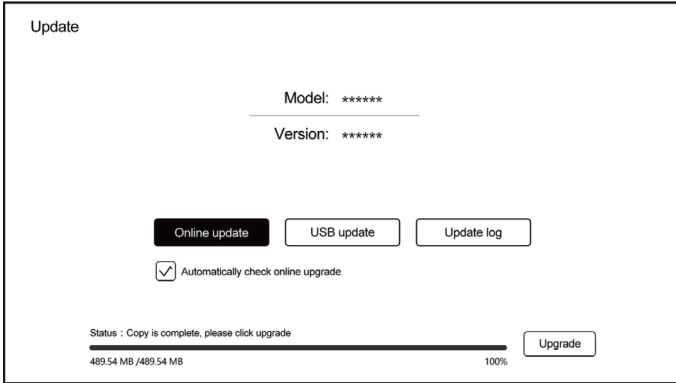 Update
Model: ******
Version: ******
Online update USB update Update log
Automatically check online upgrade
Status : Copy is complete, please click upgrade
Upgrade
489.54 MB /489.54 MB 100%